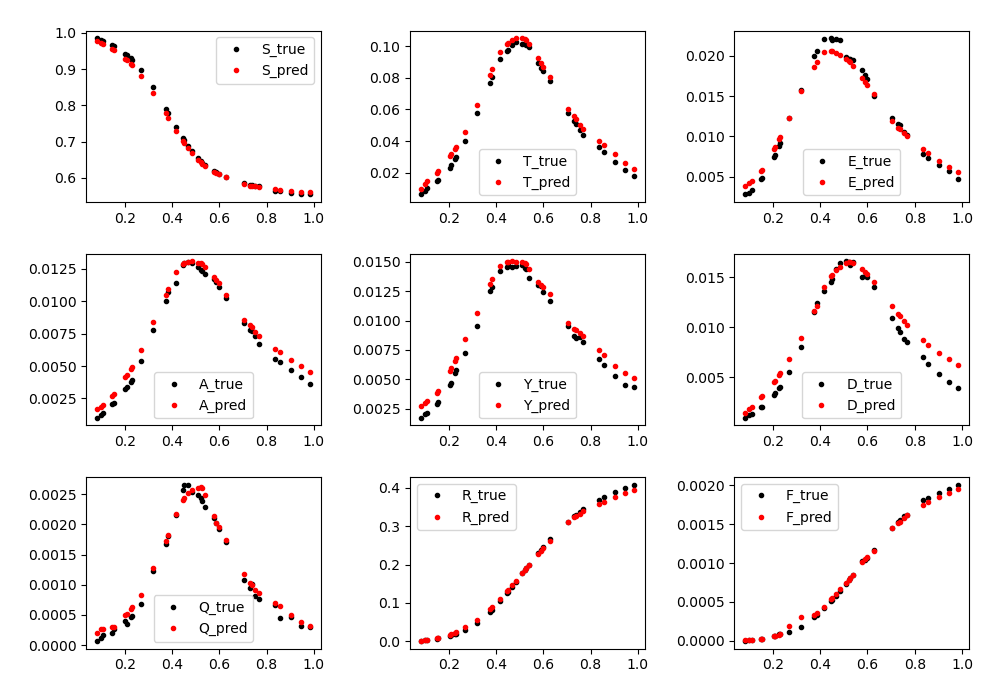 1.0
0.9
0.8
0.7
0.6
S_true
S_pred
0.2 0.4 0.6 0.8 1.0
0.10
0.08
0.06
0.04
0.02
T_true
T_pred
0.2 0.4 0.6 0.8 1.0
0.020
0.015
0.010
0.005
E_true
E_pred
0.2 0.4 0.6 0.8 1.0
0.0125
0.0100
0.0075
0.0050
0.0025
A_true
A_pred
0.2 0.4 0.6 0.8 1.0
0.0150
0.0125
0.0100
0.0075
0.0050
0.0025
Y_true
Y_pred
0.2 0.4 0.6 0.8 1.0
0.015
0.010
0.005
D_true
D_pred
0.2 0.4 0.6 0.8 1.0
0.0025
0.0020
0.0015
0.0010
0.0005
0.0000
Q_true
Q_pred
0.2 0.4 0.6 0.8 1.0
0.4
0.3
0.2
0.1
0.0
R_true
R_pred
0.2 0.4 0.6 0.8 1.0
0.0020
0.0015
0.0010
0.0005
0.0000
F_true
F_pred
0.2 0.4 0.6 0.8 1.0